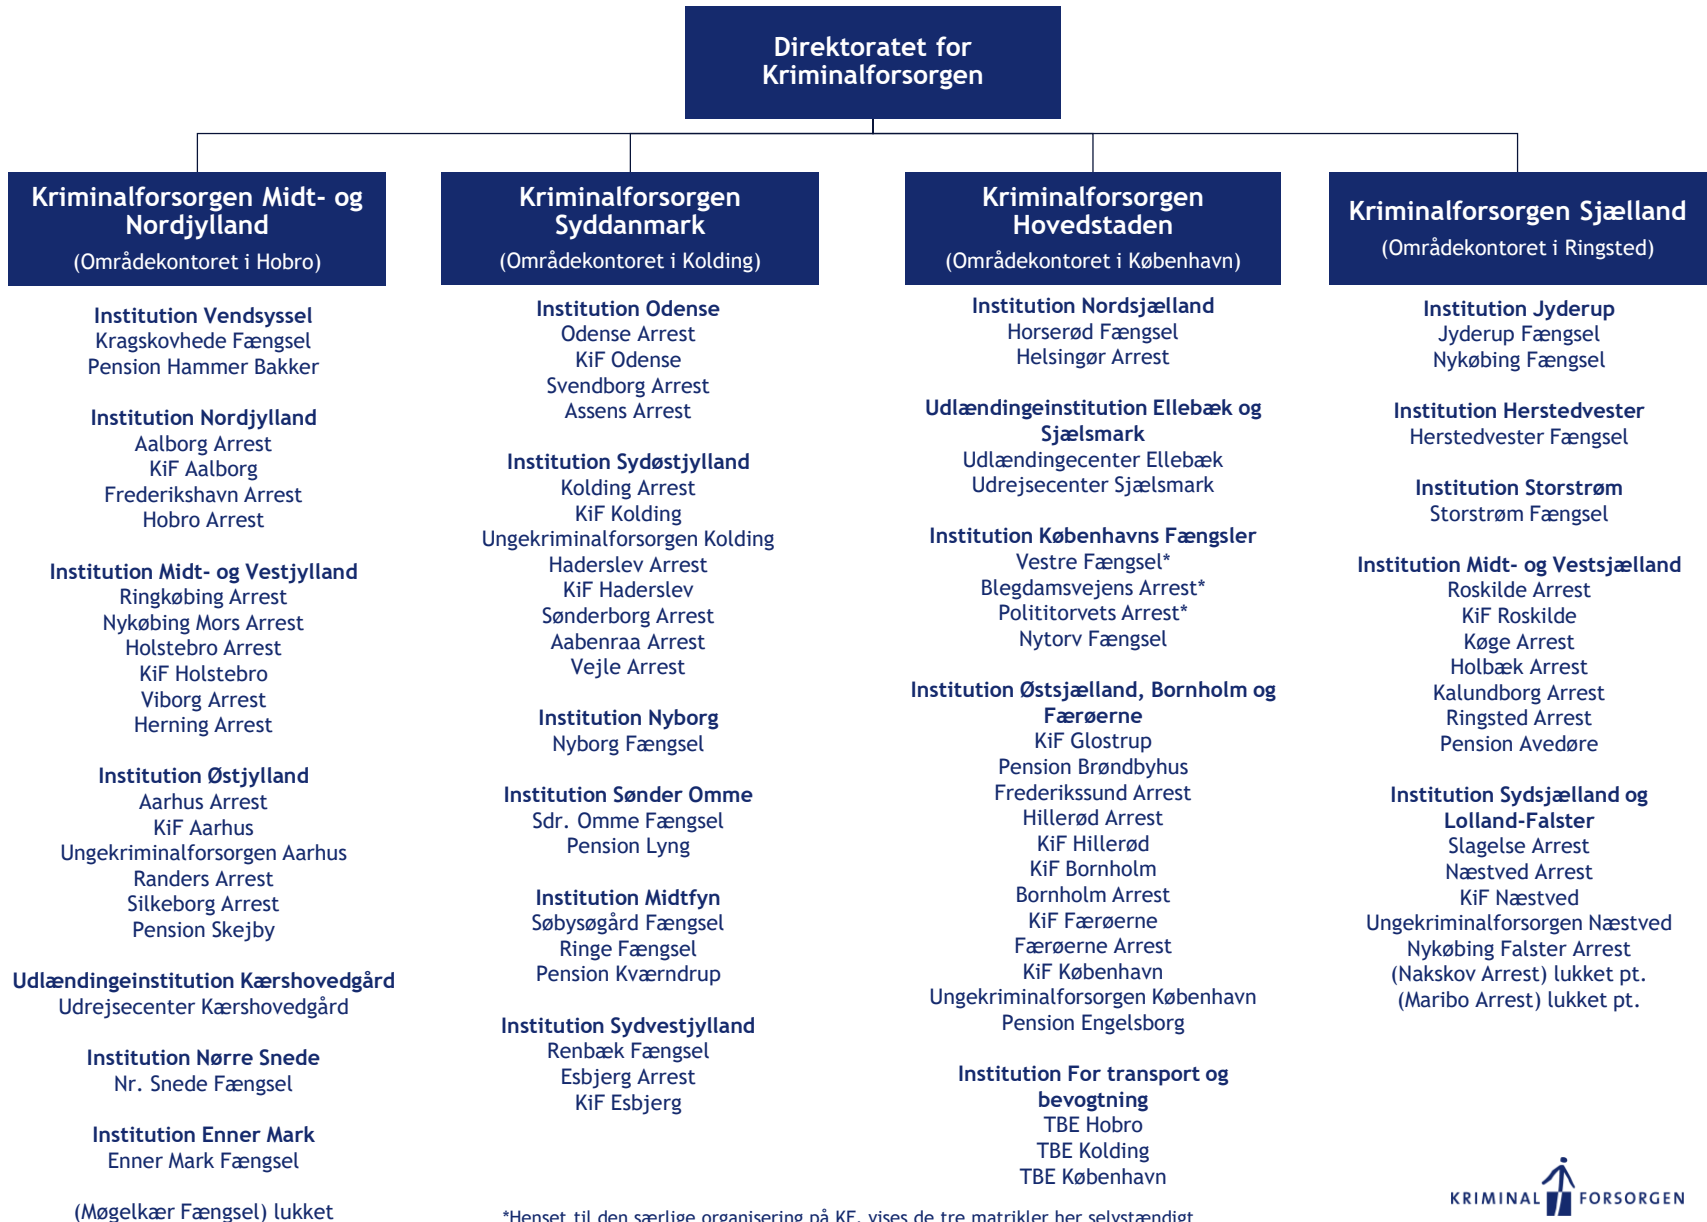 Direktoratet for
Kriminalforsorgen
Kriminalforsorgen Midt- og
Nordjylland
(Områdekontoret i Hobro)
Institution Vendsyssel
Kragskovhede Fængsel
Pension Hammer Bakker
Institution Nordjylland
Aalborg Arrest
KiF Aalborg
Frederikshavn Arrest
Hobro Arrest
Institution Midt- og Vestjylland
Ringkøbing Arrest
Nykøbing Mors Arrest
Holstebro Arrest
KiF Holstebro
Viborg Arrest
Herning Arrest
Institution Østjylland
Aarhus Arrest
KiF Aarhus
Ungekriminalforsorgen Aarhus
Randers Arrest
Silkeborg Arrest
Pension Skejby
Udlændingeinstitution Kærshovedgård
Udrejsecenter Kærshovedgård
Institution Nørre Snede
Nr. Snede Fængsel
Institution Enner Mark
Enner Mark Fængsel
(Møgelkær Fængsel) lukket
Kriminalforsorgen
Syddanmark
(Områdekontoret i Kolding)
Institution Odense
Odense Arrest
KiF Odense
Svendborg Arrest
Assens Arrest
Institution Sydøstjylland
Kolding Arrest
KiF Kolding
Ungekriminalforsorgen Kolding
Haderslev Arrest
KiF Haderslev
Sønderborg Arrest
Aabenraa Arrest
Vejle Arrest
Institution Nyborg
Nyborg Fængsel
Institution Sønder Omme
Sdr. Omme Fængsel
Pension Lyng
Institution Midtfyn
Søbysøgård Fængsel
Ringe Fængsel
Pension Kværndrup
Institution Sydvestjylland
Renbæk Fængsel
Esbjerg Arrest
KiF Esbjerg
Kriminalforsorgen
Hovedstaden
(Områdekontoret i København)
Institution Nordsjælland
Horserød Fængsel
Helsingør Arrest
Udlændingeinstitution Ellebæk og
Sjælsmark
Udlændingecenter Ellebæk
Udrejsecenter Sjælsmark
Institution Københavns Fængsler
Vestre Fængsel*
Blegdamsvejens Arrest*
Polititorvets Arrest*
Nytorv Fængsel
Institution Østsjælland, Bornholm og
Færøerne
KiF Glostrup
Pension Brøndbyhus
Frederikssund Arrest
Hillerød Arrest
KiF Hillerød
KiF Bornholm
Bornholm Arrest
KiF Færøerne
Færøerne Arrest
KiF København
Ungekriminalforsorgen København
Pension Engelsborg
Institution For transport og
bevogtning
TBE Hobro
TBE Kolding
TBE København
Kriminalforsorgen Sjælland
(Områdekontoret i Ringsted)
Institution Jyderup
Jyderup Fængsel
Nykøbing Fængsel
Institution Herstedvester
Herstedvester Fængsel
Institution Storstrøm
Storstrøm Fængsel
Institution Midt- og Vestsjælland
Roskilde Arrest
KiF Roskilde
Køge Arrest
Holbæk Arrest
Kalundborg Arrest
Ringsted Arrest
Pension Avedøre
Institution Sydsjælland og
Lolland-Falster
Slagelse Arrest
Næstved Arrest
KiF Næstved
Ungekriminalforsorgen Næstved
Nykøbing Falster Arrest
(Nakskov Arrest) lukket pt.
(Maribo Arrest) lukket pt.
*Henset til den særlige organisering på KF, vises de tre matrikler her selvstændigt
KRIMINAL FORSORGEN